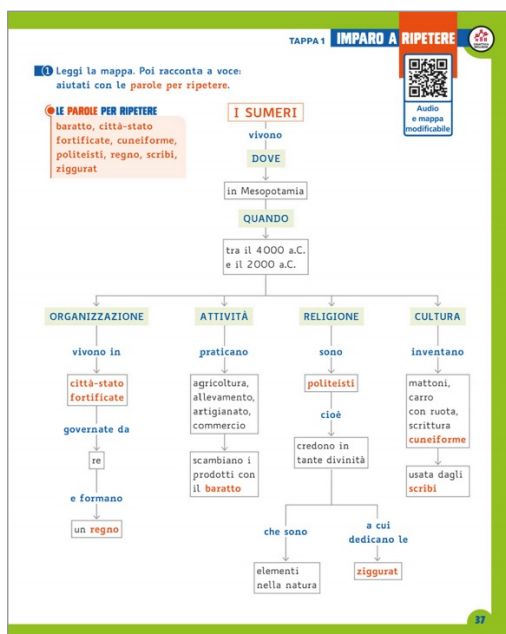 TAPPA 1 IMPARO A RIPETERE
1 Leggi la mappa. Poi racconta a voce:
aiutati con le parole per ripetere.
Audio
e mappa
modificabile
LE PAROLE PER RIPETERE
baratto, città-stato
fortificate, cuneiforme,
politeisti, regno, scribi,
ziggurat
I SUMERI
vivono
DOVE
in Mesopotamia
QUANDO
tra il 4000 a.C.
e il 2000 a.C.
ORGANIZZAZIONE
vivono in
città-stato
fortificate
governate da
re
e formano
un regno
ATTIVITÀ
praticano
agricoltura,
allevamento,
artigianato,
commercio
scambiano i
prodotti con
il baratto
RELIGIONE
sono
politeisti
cioè
credono in
tante divinità
che sono
elementi
nella natura
a cui
dedicano le
ziggurat
CULTURA
inventano
mattoni,
carro
con ruota,
scrittura
cuneiforme
usata dagli
scribi
37